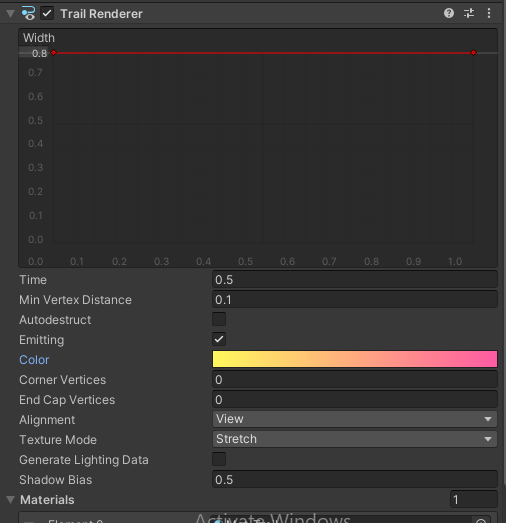 Trail Renderer
Width
0.8
0.7
0.6
0.5
0.4
0.3
0.2
0.1
0.0
0.0 0.1 0.2 0.3 0.4 0.5 0.6 0.7 0.8 0.9 1.0
Time 0.5
Min Vertex Distance 0.1
Autodestruct
Emitting
Color
Corner Vertices 0
End Cap Vertices 0
Alignment View
Texture Mode Stretch
Generate Lighting Data
Shadow Bias 0.5
Materials 1
Activate Windows
Element 0